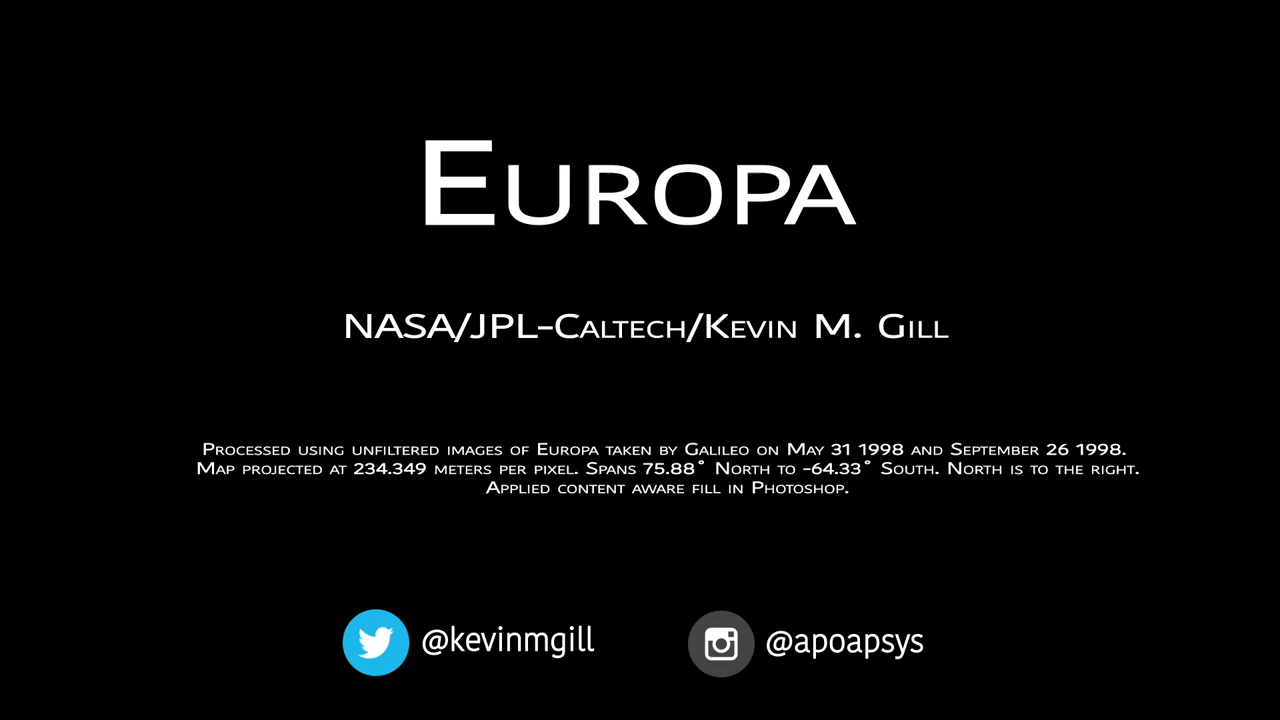 Europa
NASA/JPL-Caltech/Kevin M. Gill
Processed using unfiltered images of Europa taken by Galileo on May 31 1998 and September 26 1998.
Map projected at 234.349 meters per pixel. Spans 75.88° North to -64.33° South. North is to the right.
Applied content aware fill in Photoshop.
@kevinmgill
@apoapsys